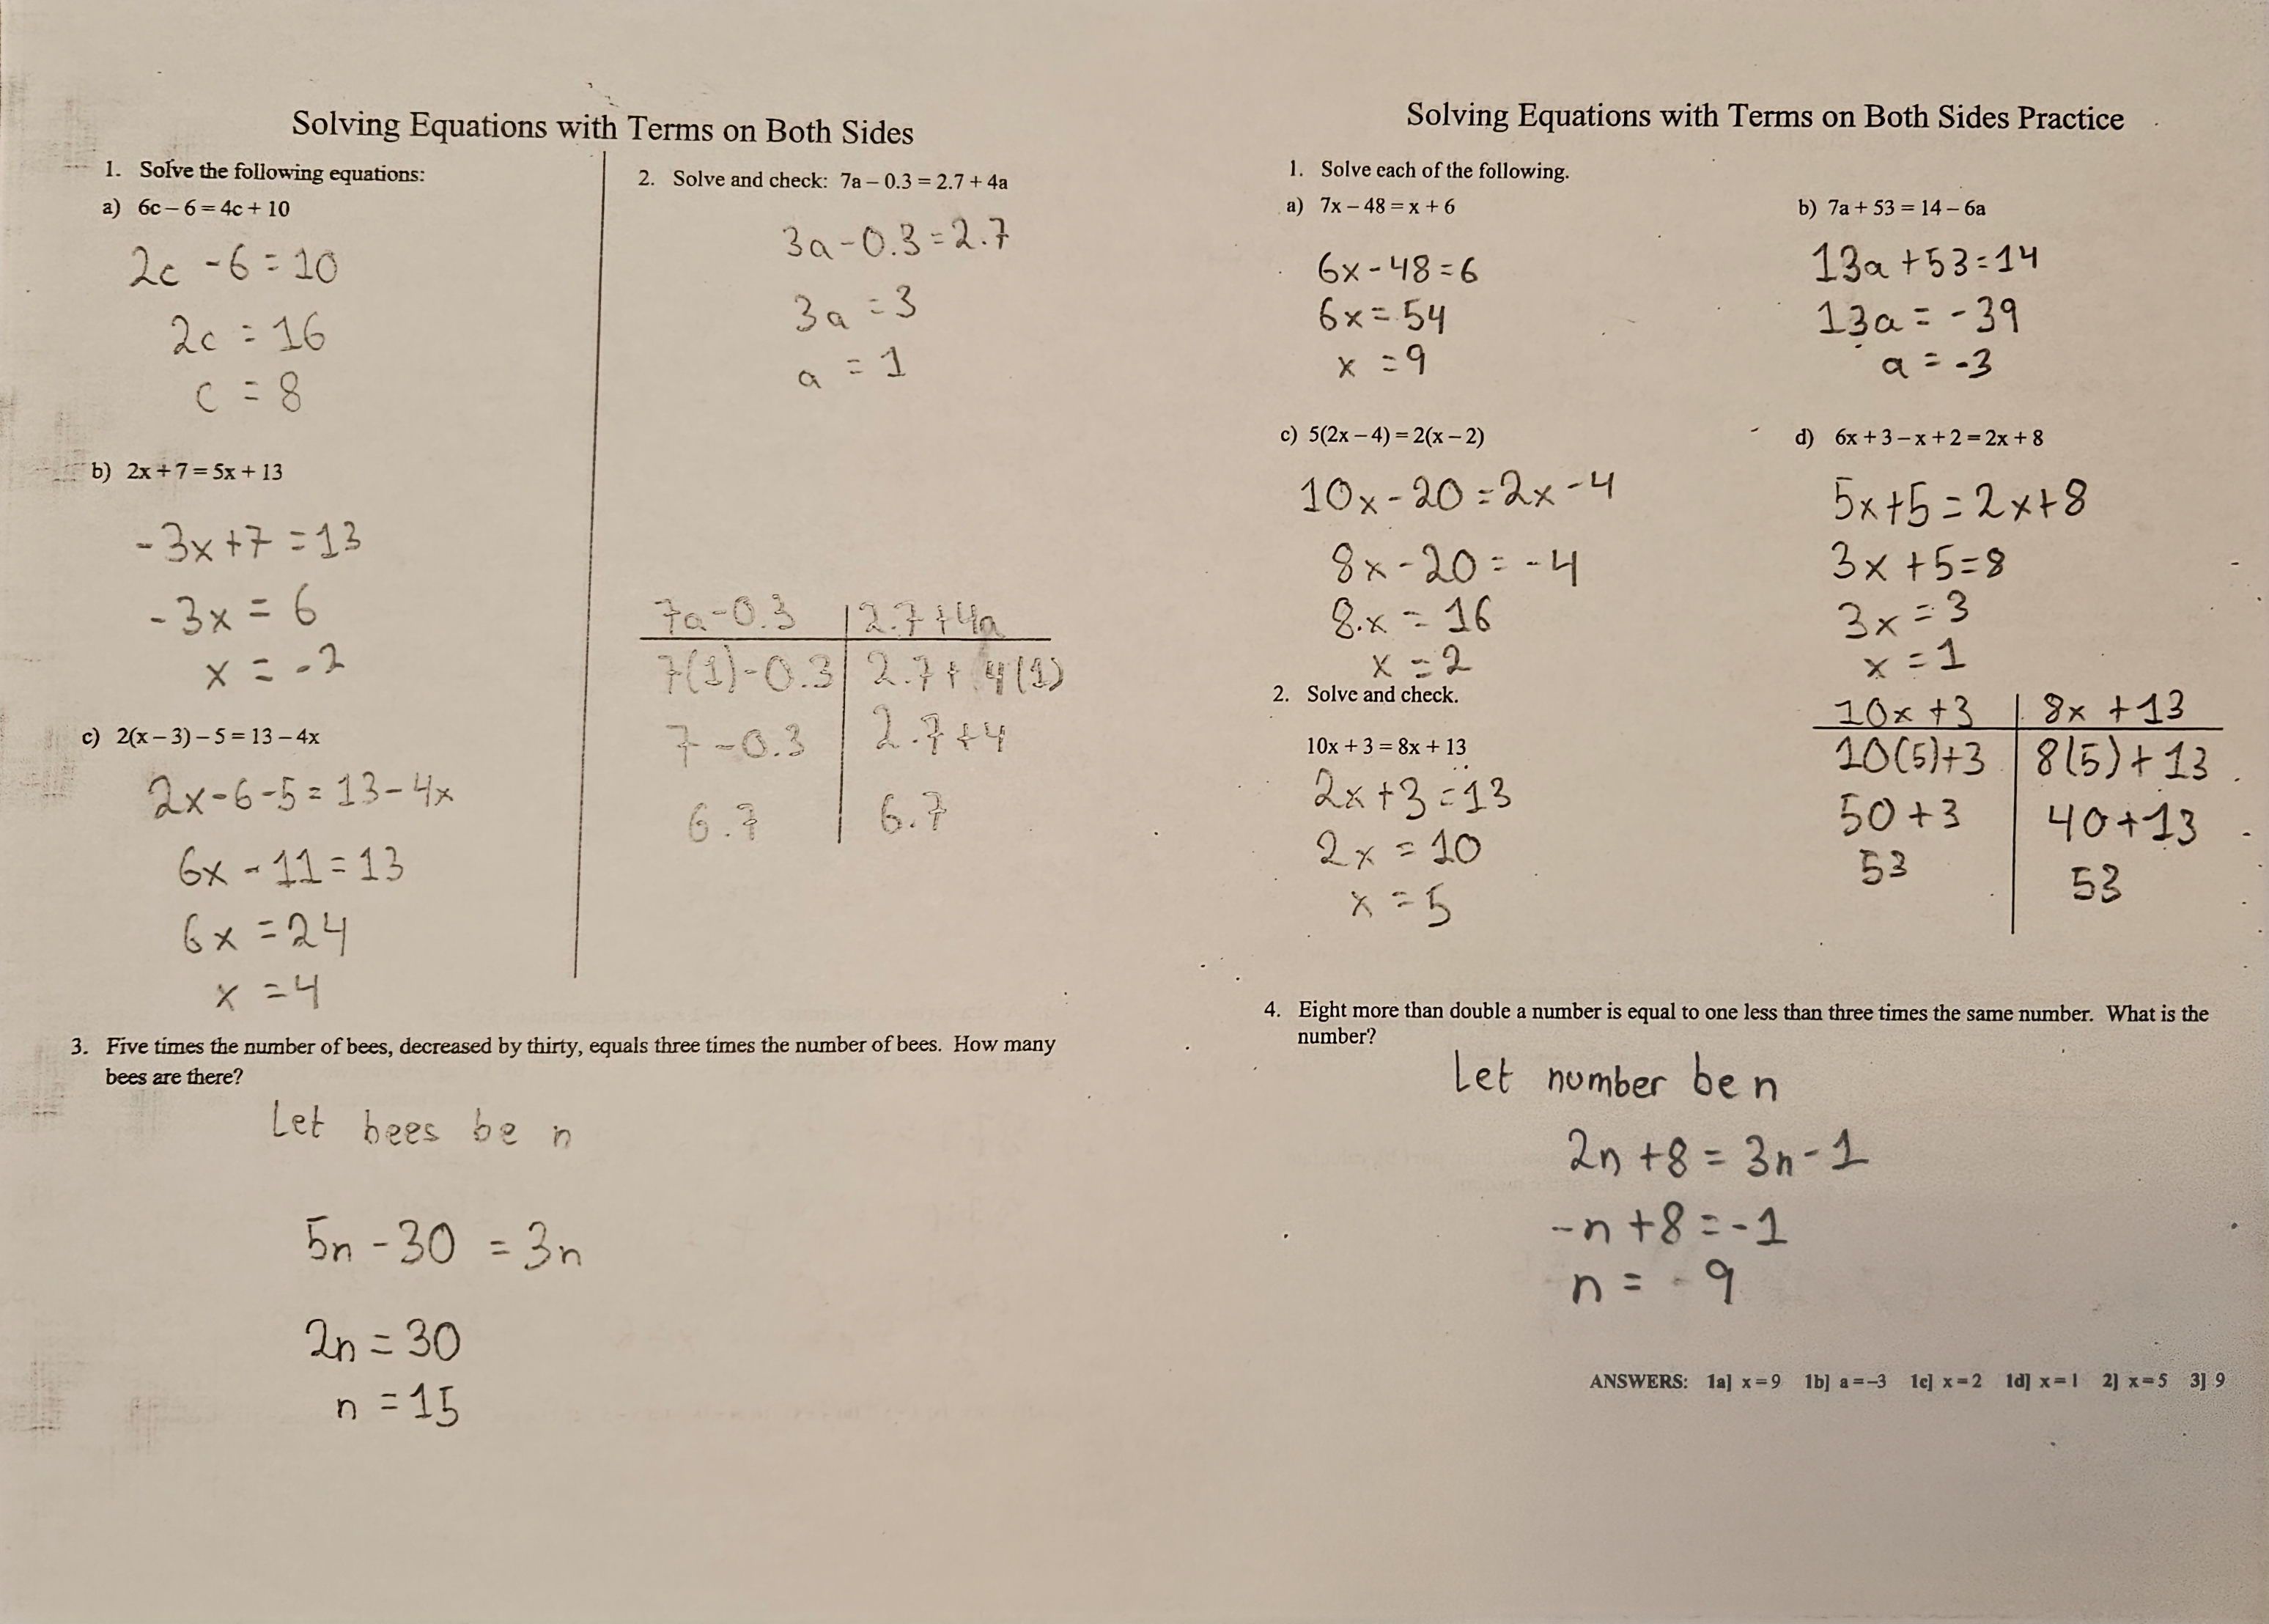 Solving Equations with Terms on Both Sides
1. Solve the following equations:
a) 6c – 6 = 4c + 10
2c - 6 = 10
2c = 16
c = 8
b) 2x + 7 = 5x + 13
-3x + 7 = 13
-3x = 6
x = -2
c) 2(x – 3) – 5 = 13 – 4x
2x - 6 - 5 = 13 - 4x
6x - 11 = 13
6x = 24
x = 4
2. Solve and check: 7a – 0.3 = 2.7 + 4a
3a - 0.3 = 2.7
3a = 3
a = 1
7a - 0.3 | 2.7 + 4a
7(1) - 0.3 | 2.7 + 4(1)
7 - 0.3 | 2.7 + 4
6.7 | 6.7
3. Five times the number of bees, decreased by thirty, equals three times the number of bees. How many
bees are there?
Let bees be n
5n - 30 = 3n
2n = 30
n = 15
Solving Equations with Terms on Both Sides Practice
1. Solve each of the following.
a) 7x – 48 = x + 6
6x - 48 = 6
6x = 54
x = 9
b) 7a + 53 = 14 – 6a
13a + 53 = 14
13a = -39
a = -3
c) 5(2x – 4) = 2(x – 2)
10x - 20 = 2x - 4
8x - 20 = -4
8x = 16
x = 2
d) 6x + 3 – x + 2 = 2x + 8
5x + 5 = 2x + 8
3x + 5 = 8
3x = 3
x = 1
2. Solve and check.
10x + 3 = 8x + 13
2x + 3 = 13
2x = 10
x = 5
10x + 3 | 8x + 13
10(5) + 3 | 8(5) + 13
50 + 3 | 40 + 13
53 | 53
4. Eight more than double a number is equal to one less than three times the same number. What is the
number?
Let number be n
2n + 8 = 3n - 1
-n + 8 = -1
n = 9
ANSWERS: 1a] x = 9 1b] a = –3 1c] x = 2 1d] x = 1 2] x = 5 3] 9